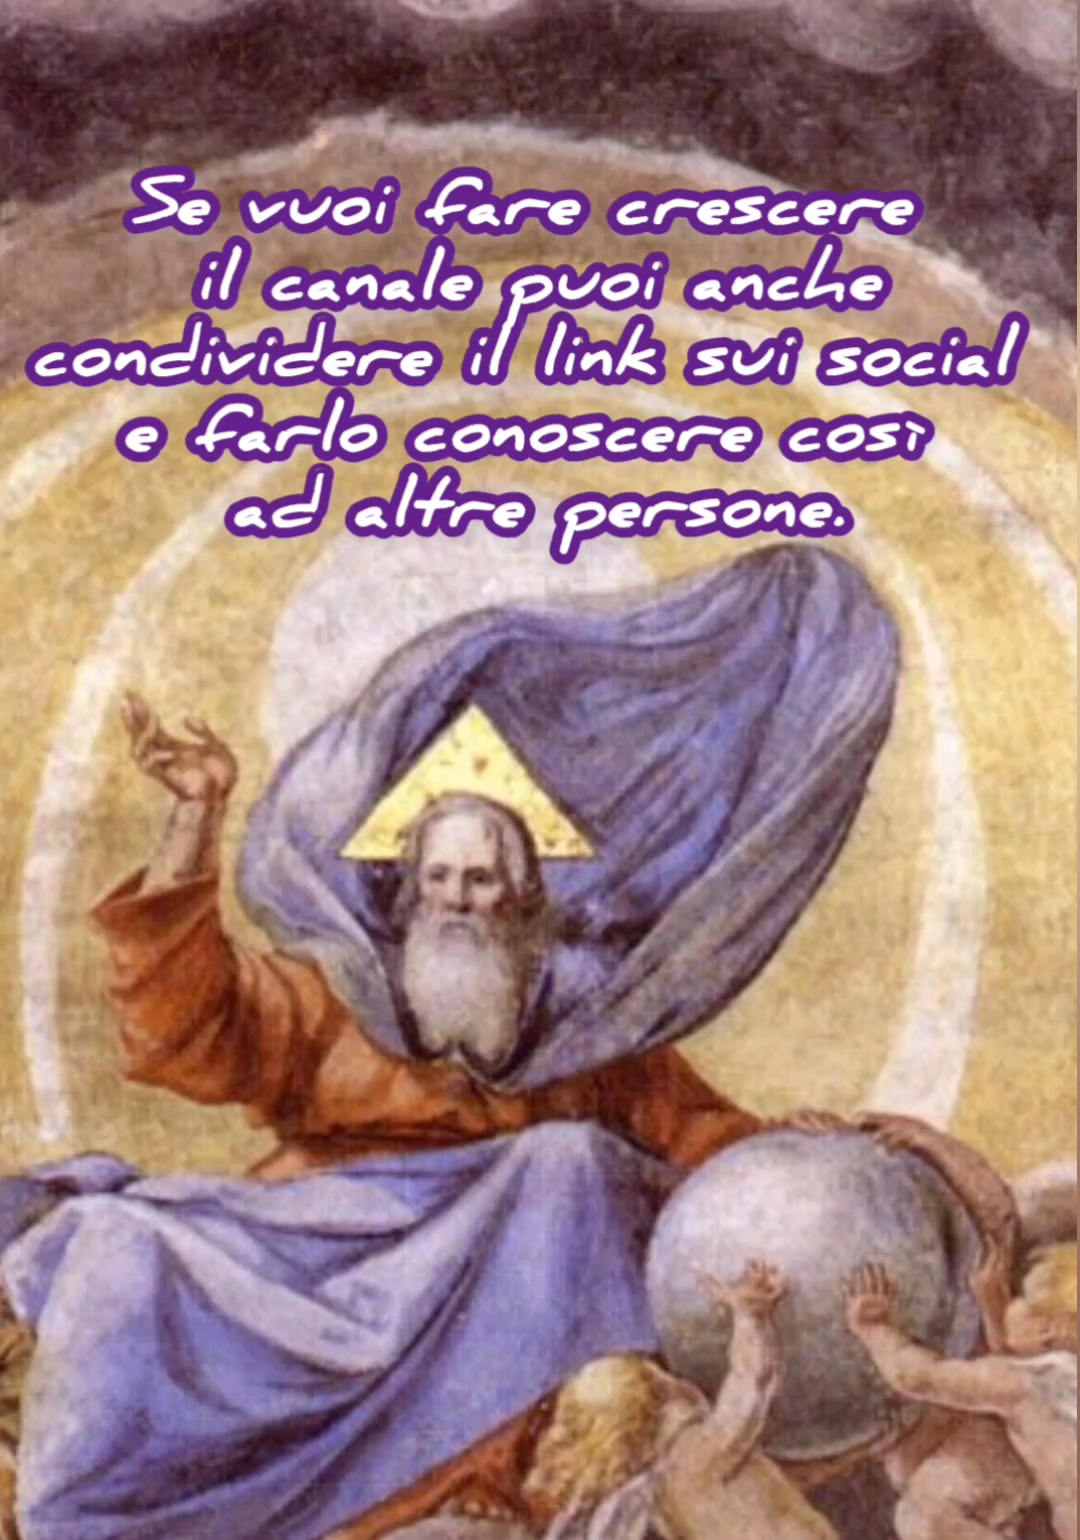 Se vuoi fare crescere
il canale puoi anche
condividere il link sui social
e farlo conoscere così
ad altre persone.